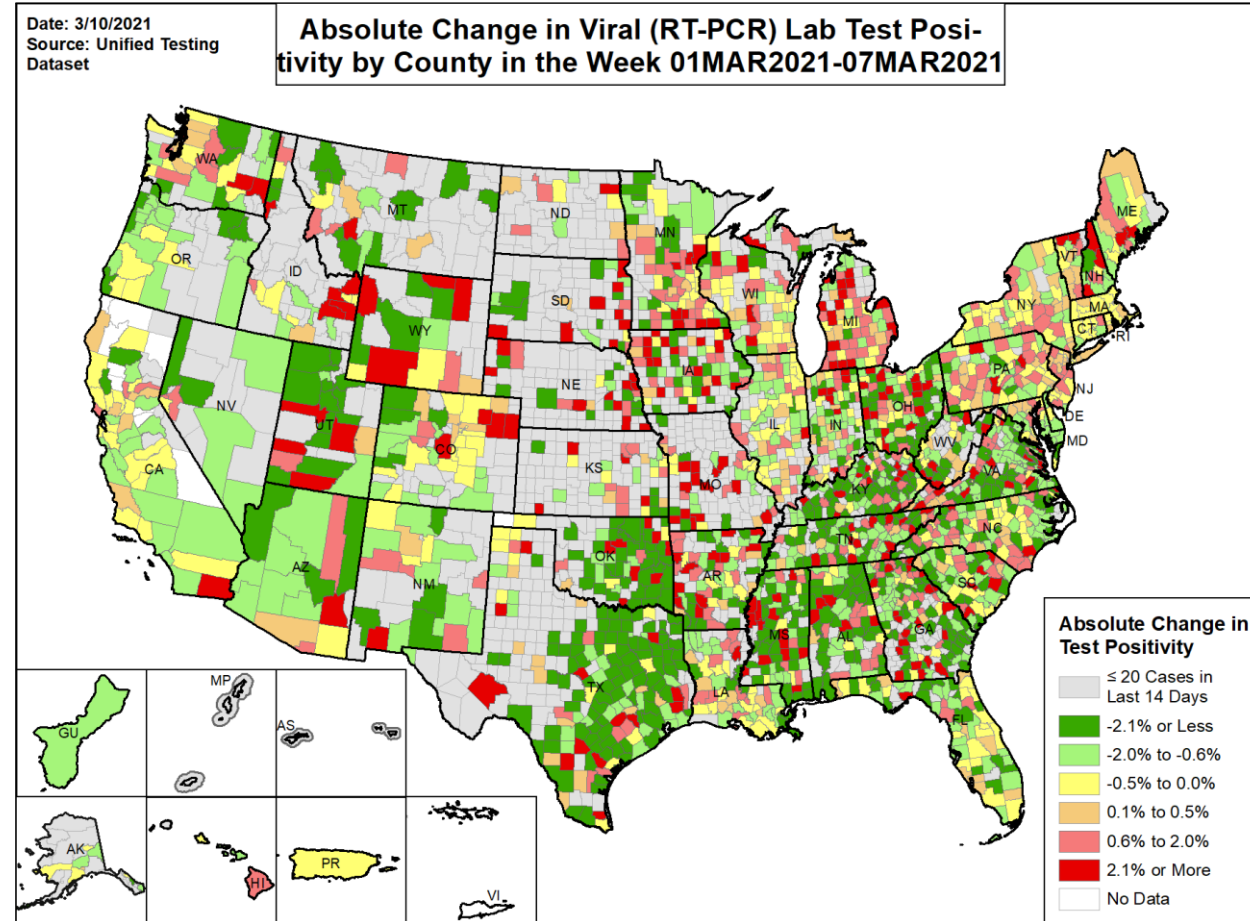 Date: 3/10/2021
Source: Unified Testing
Dataset
Absolute Change in Viral (RT-PCR) Lab Test Posi-
tivity by County in the Week 01MAR2021-07MAR2021
WA
MT
ND
MN
ME
OR
ID
SD
WI
MI
VT
NH
NY
MA
CT
RI
WY
IA
NE
PA
NJ
NV
UT
CO
IL
IN
OH
DE
MD
WV
VA
CA
KS
MO
KY
AZ
NM
OK
AR
TN
NC
SC
MS
AL
GA
TX
LA
FL
GU
MP
AS
AK
HI
PR
VI
Absolute Change in
Test Positivity
≤ 20 Cases in
Last 14 Days
-2.1% or Less
-2.0% to -0.6%
-0.5% to 0.0%
0.1% to 0.5%
0.6% to 2.0%
2.1% or More
No Data